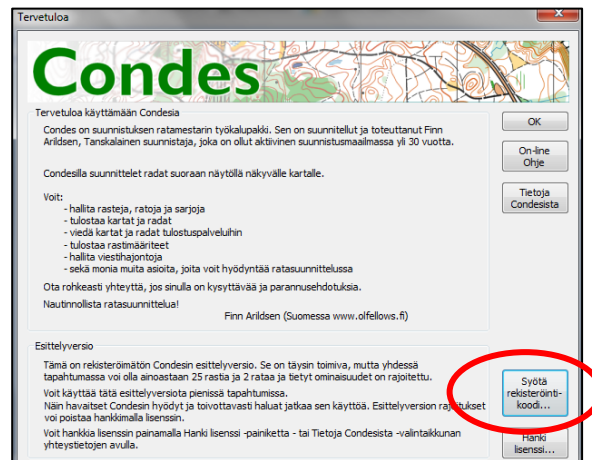 Tervetuloa
Condes
Tervetuloa käyttämään Condesia
Condes on suunnistuksen ratamestarin työkalupakki. Sen on suunnitellut ja toteuttanut Finn
Arildsen, Tanskalainen suunnistaja, joka on ollut aktiivinen suunnistusmaailmassa yli 30 vuotta.
Condesilla suunnittelet radat suoraan näytöllä näkyvälle kartalle.
Voit:
- hallita rasteja, ratoja ja sarjoja
- tulostaa kartat ja radat
- viedä kartat ja radat tulostuspalveluihin
- tulostaa rastimääriteet
- hallita viestihajontoja
- sekä monia muita asioita, joita voit hyödyntää ratasuunnittelussa
Ota rohkeasti yhteyttä, jos sinulla on kysyttävää ja parannusehdotuksia.
Nautinnollista ratasuunnittelua!
Finn Arildsen (Suomessa www.olfellows.fi)
OK
On-line
Ohje
Tietoja
Condesista
Esittelyversio
Tämä on rekisteröimätön Condesin esittelyversio. Se on täysin toimiva, mutta yhdessä
tapahtumassa voi olla ainoastaan 25 rastia ja 2 rataa ja tietyt ominaisuudet on rajoitettu.
Voit käyttää tätä esittelyversiota pienissä tapahtumissa.
Näin havaitset Condesin hyödyt ja toivottavasti haluat jatkaa sen käyttöä. Esittelyversion rajoitukset
voi poistaa hankkimalla lisenssin.
Voit hankkia lisenssin painamalla Hanki lisenssi -painiketta - tai Tietoja Condesista -valintaikkunan
yhteystietojen avulla.
Syötä
rekisteröinti-
koodi...
Hanki
lisenssi...